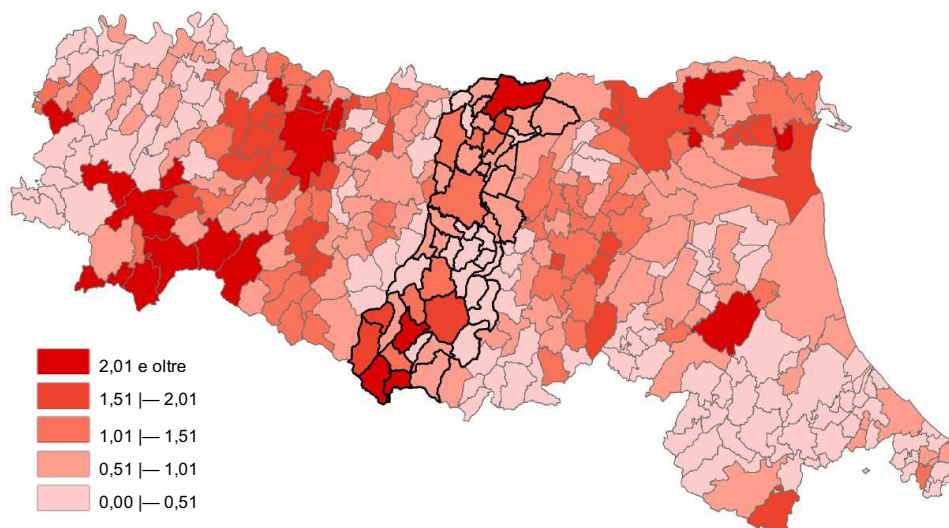 2,01 e oltre
1,51 |— 2,01
1,01 |— 1,51
0,51 |— 1,01
0,00 |— 0,51